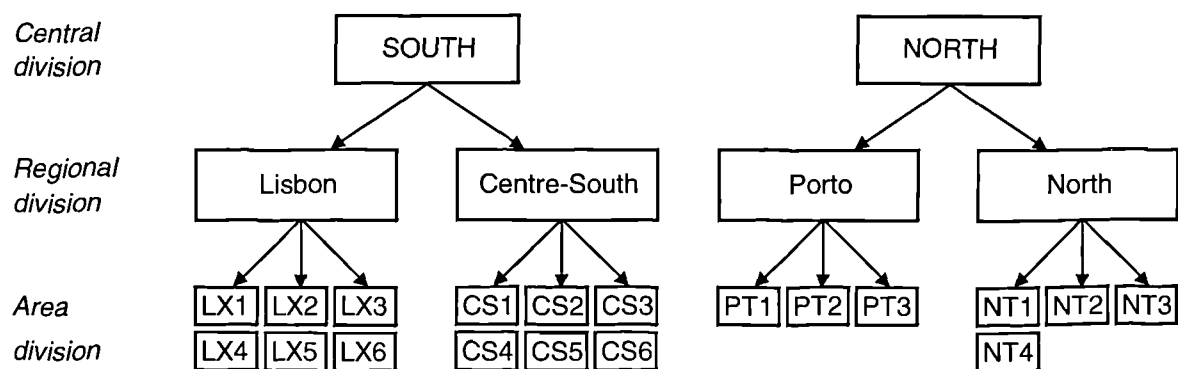 Central division
SOUTH
NORTH
Regional division
Lisbon
Centre-South
Porto
North
Area division
LX1 LX2 LX3
CS1 CS2 CS3
PT1 PT2 PT3
NT1 NT2 NT3
LX4 LX5 LX6
CS4 CS5 CS6
NT4